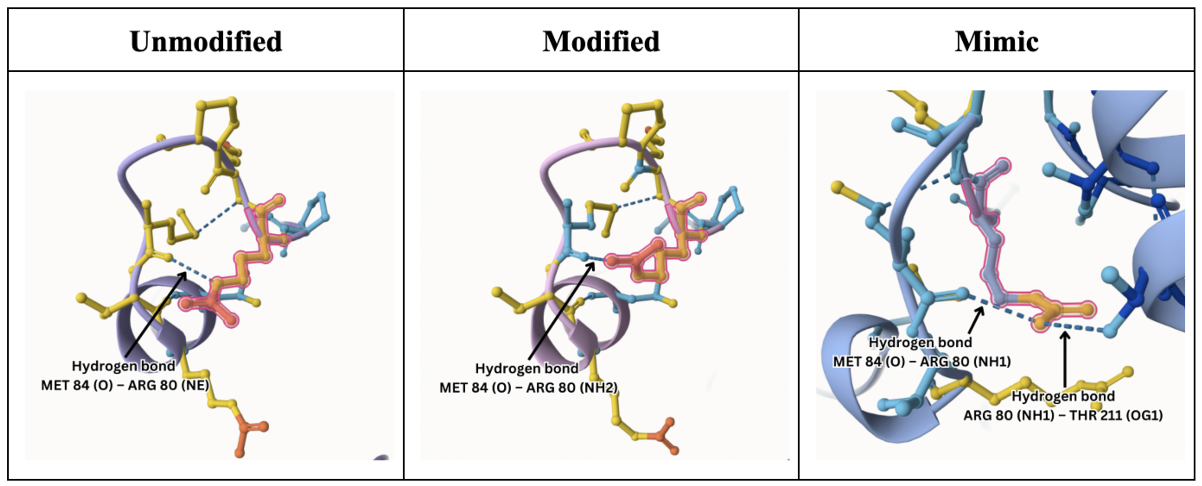 Unmodified
Modified
Mimic
Hydrogen bond
MET 84 (O) – ARG 80 (NE)
Hydrogen bond
MET 84 (O) – ARG 80 (NH2)
Hydrogen bond
MET 84 (O) – ARG 80 (NH1)
Hydrogen bond
ARG 80 (NH1) – THR 211 (OG1)